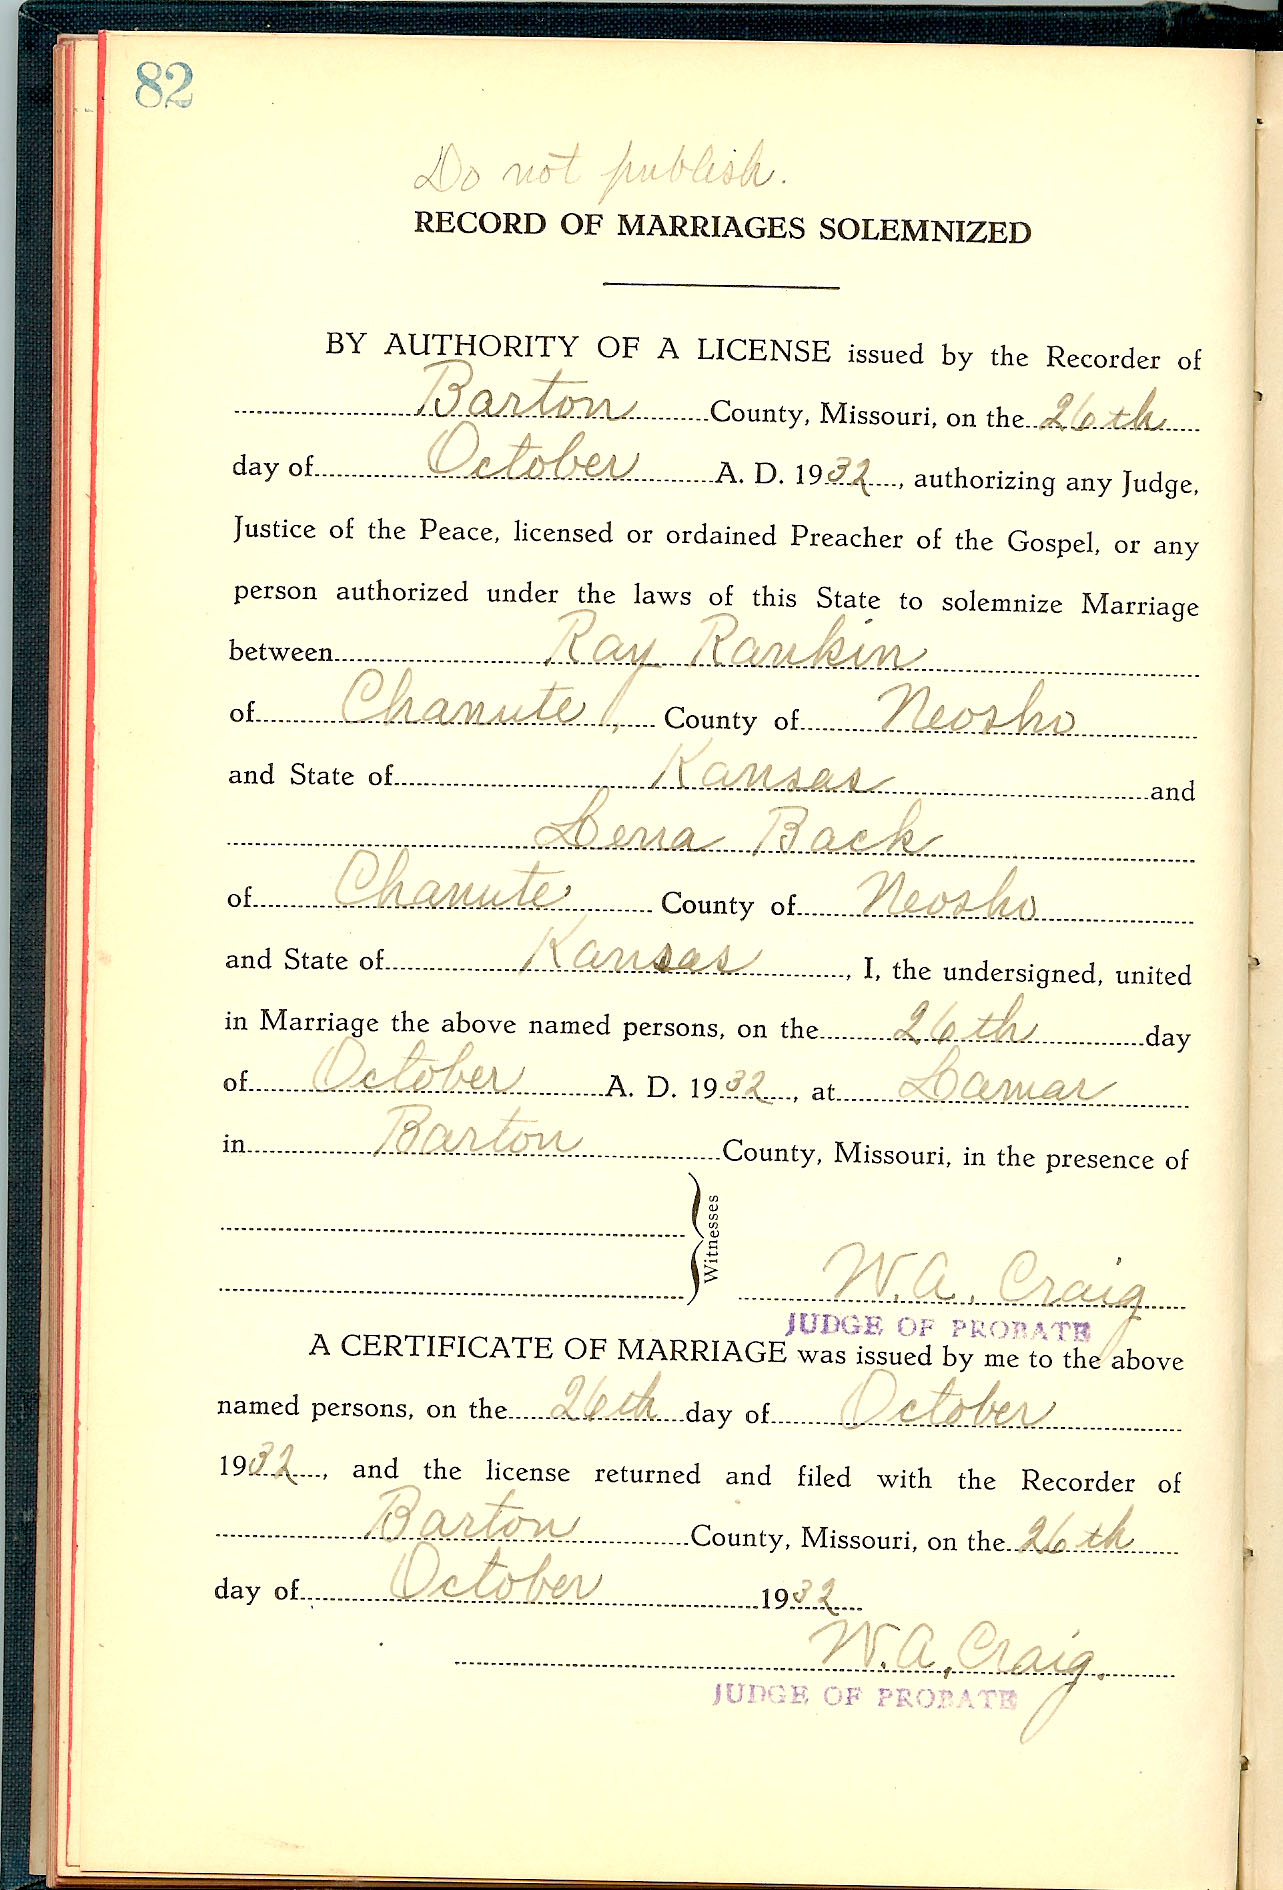 82
Do not publish.
RECORD OF MARRIAGES SOLEMNIZED
BY AUTHORITY OF A LICENSE issued by the Recorder of
Barton County, Missouri, on the 26th
day of October A. D. 1932, authorizing any Judge,
Justice of the Peace, licensed or ordained Preacher of the Gospel, or any
person authorized under the laws of this State to solemnize Marriage
between Ray Rankin
of Chanute, County of Neosho
and State of Kansas and
Lena Back
of Chanute County of Neosho
and State of Kansas, I, the undersigned, united
in Marriage the above named persons, on the 26th day
of October A. D. 1932, at Lamar
in Barton County, Missouri, in the presence of
Witnesses
W. A. Craig
JUDGE OF PROBATE
A CERTIFICATE OF MARRIAGE was issued by me to the above
named persons, on the 26th day of October
1932, and the license returned and filed with the Recorder of
Barton County, Missouri, on the 26th
day of October 1932
W. A. Craig.
JUDGE OF PROBATE